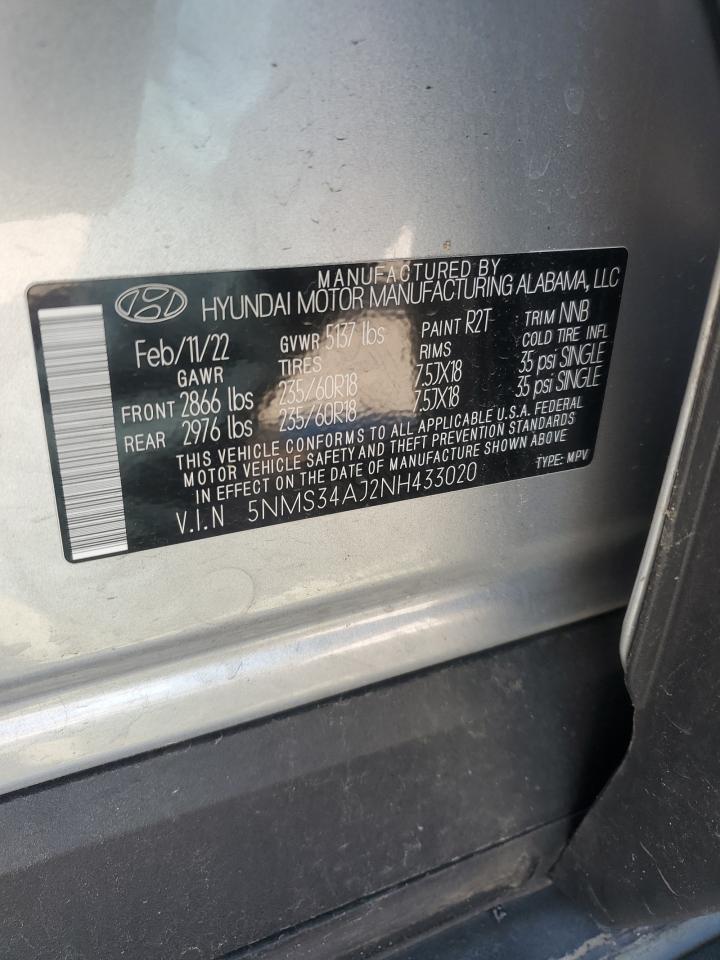 MANUFACTURED BY
HYUNDAI MOTOR MANUFACTURING ALABAMA, LLC
Feb/11/22 GVWR 5137 lbs PAINT R2T TRIM NNB
GAWR TIRES RIMS COLD TIRE INFL
FRONT 2866 lbs 235/60R18 7.5JX18 35 psi SINGLE
REAR 2976 lbs 235/60R18 7.5JX18 35 psi SINGLE
THIS VEHICLE CONFORMS TO ALL APPLICABLE U.S.A. FEDERAL
MOTOR VEHICLE SAFETY AND THEFT PREVENTION STANDARDS
IN EFFECT ON THE DATE OF MANUFACTURE SHOWN ABOVE
V.I.N 5NMS34AJ2NH433020 TYPE: MPV